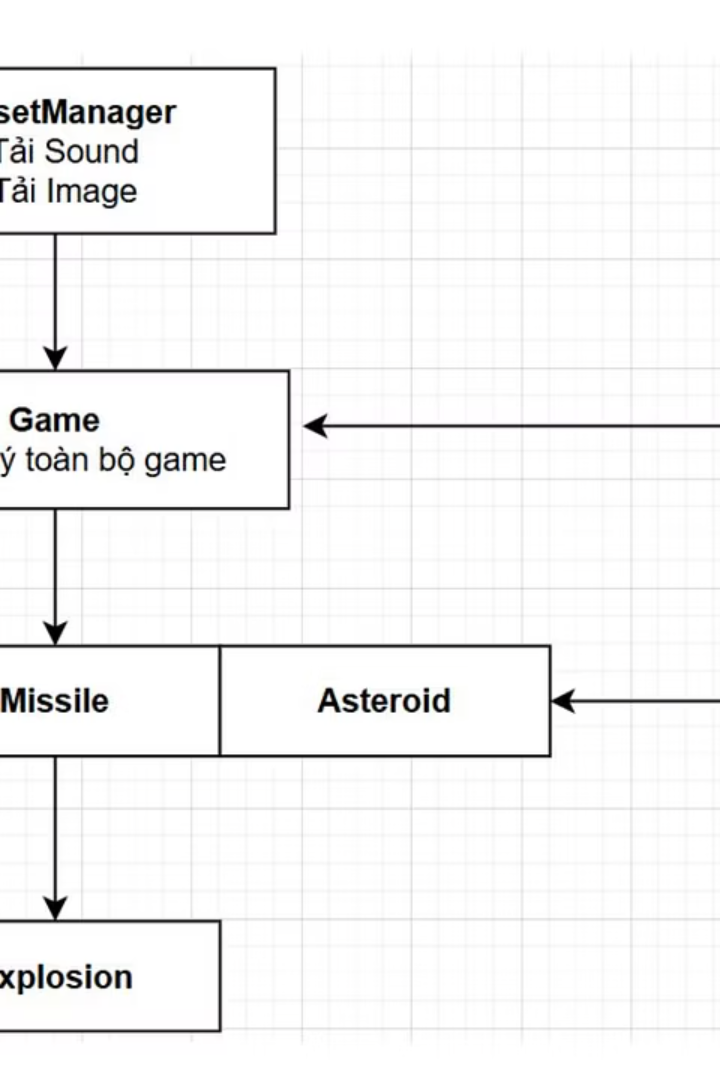 setManager
Tải Sound
Tải Image
Game
ý toàn bộ game
Missile
Asteroid
xplosion